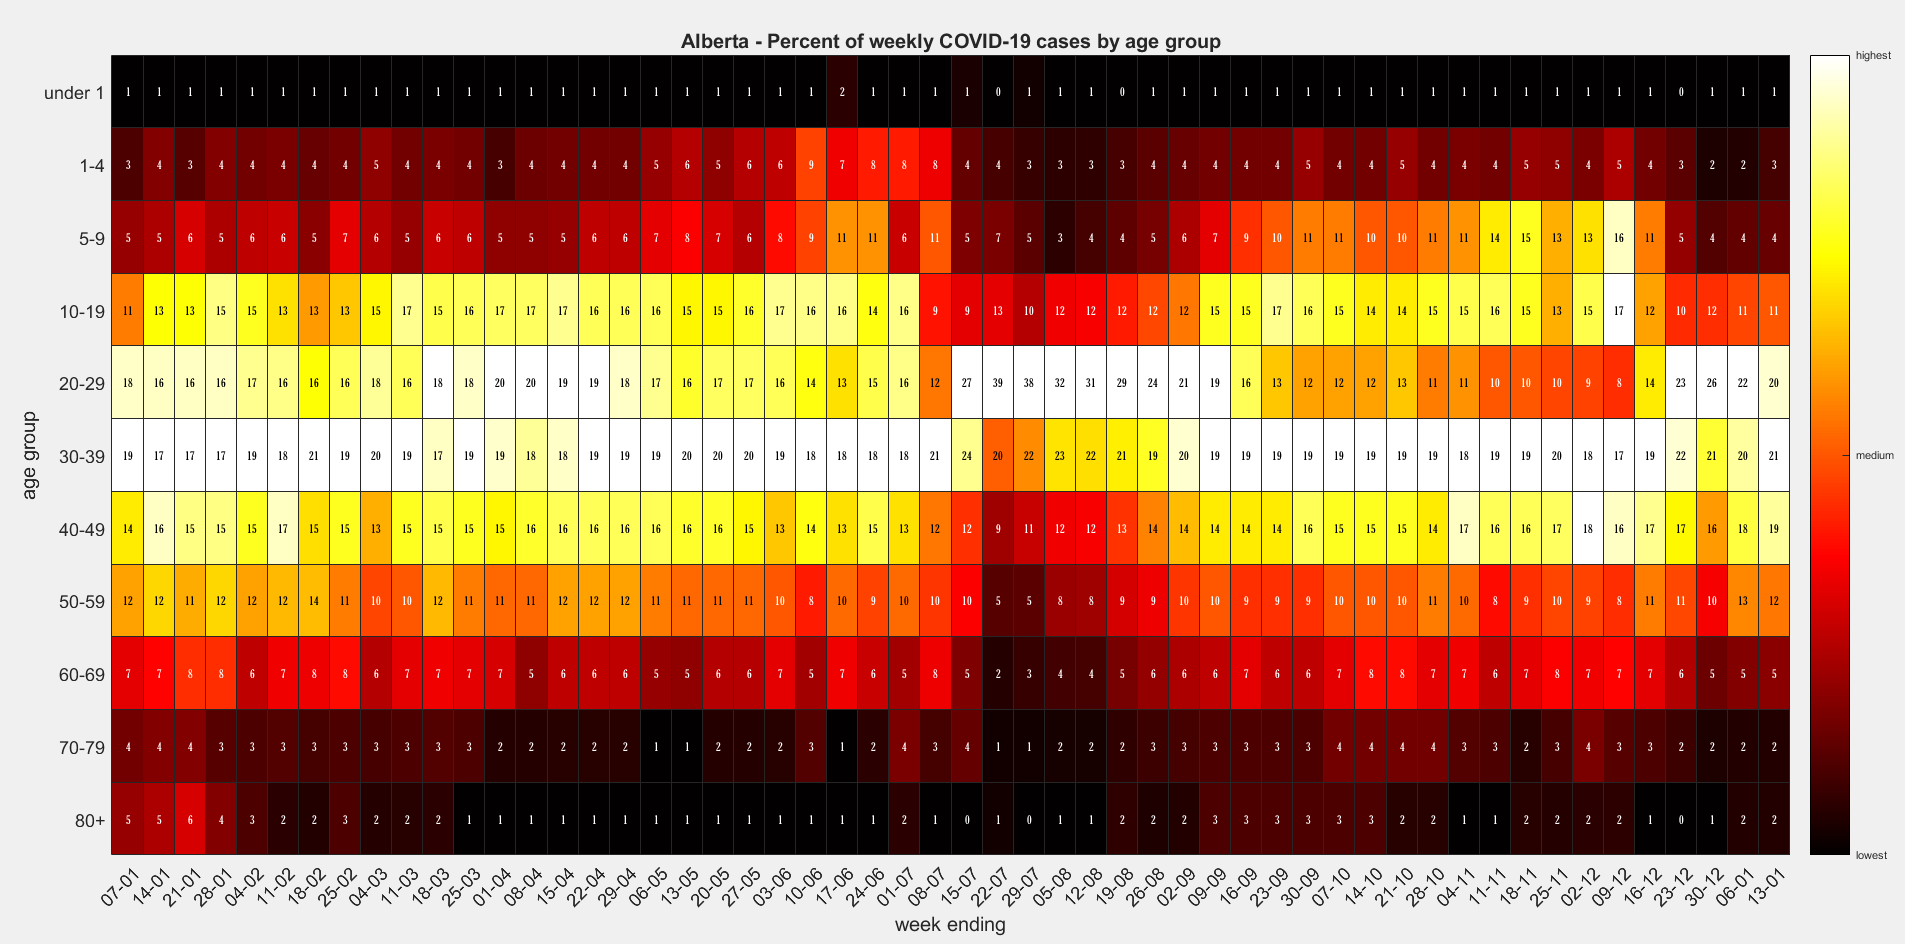 Alberta - Percent of weekly COVID-19 cases by age group
highest
under 1 1 1 1 1 1 1 1 1 1 1 1 1 1 1 1 1 1 1 1 1 1 1 1 2 1 1 1 1 0 1 1 1 0 1 1 1 1 1 1 1 1 1 1 1 1 1 1 1 1 1 0 1 1 1
1-4 3 4 3 4 4 4 4 4 5 4 4 4 3 4 4 4 4 5 6 5 6 6 9 7 8 8 8 4 4 3 3 3 3 4 4 4 4 4 5 4 4 5 4 4 4 5 5 4 5 4 3 2 2 3
5-9 5 5 6 5 6 6 5 7 6 5 6 6 5 5 5 6 6 7 8 7 6 8 9 11 11 6 11 5 7 5 3 4 4 5 6 7 9 10 11 11 10 10 11 11 14 15 13 13 16 11 5 4 4 4
10-19 11 13 13 15 15 13 13 13 15 17 15 16 17 17 17 16 16 16 15 15 16 17 16 16 14 16 9 9 13 10 12 12 12 12 12 15 15 17 16 15 14 14 15 15 16 15 13 15 17 12 10 12 11 11
20-29 18 16 16 16 17 16 16 16 18 16 18 18 20 20 19 19 18 17 16 17 17 16 14 13 15 16 12 27 39 38 32 31 29 24 21 19 16 13 12 12 12 13 11 11 10 10 10 9 8 14 23 26 22 20
30-39 19 17 17 17 19 18 21 19 20 19 17 19 19 18 18 19 19 19 20 20 20 19 18 18 18 18 21 24 20 22 23 22 21 19 20 19 19 19 19 19 19 19 19 18 19 19 20 18 17 19 22 21 20 21
medium
40-49 14 16 15 15 15 17 15 15 13 15 15 15 15 16 16 16 16 16 16 16 15 13 14 13 15 13 12 12 9 11 12 12 13 14 14 14 14 14 16 15 15 15 14 17 16 16 17 18 16 17 17 16 18 19
50-59 12 12 11 12 12 12 14 11 10 10 12 11 11 11 12 12 12 11 11 11 11 10 8 10 9 10 10 10 5 5 8 8 9 9 10 10 9 9 9 10 10 10 11 10 8 9 10 9 8 11 11 10 13 12
60-69 7 7 8 8 6 7 8 8 6 7 7 7 7 5 6 6 6 5 5 6 6 7 5 7 6 5 8 5 2 3 4 4 5 6 6 6 7 6 6 7 8 8 7 7 6 7 8 7 7 7 6 5 5 5
70-79 4 4 4 3 3 3 3 3 3 3 3 3 2 2 2 2 2 1 1 2 2 2 3 1 2 4 3 4 1 1 2 2 2 3 3 3 3 3 3 4 4 4 4 3 3 2 3 4 3 3 2 2 2 2
80+ 5 5 6 4 3 2 2 3 2 2 2 1 1 1 1 1 1 1 1 1 1 1 1 1 1 2 1 0 1 0 1 1 2 2 2 3 3 3 3 3 3 2 2 1 1 2 2 2 2 1 0 1 2 2
lowest
07-01 14-01 21-01 28-01 04-02 11-02 18-02 25-02 04-03 11-03 18-03 25-03 01-04 08-04 15-04 22-04 29-04 06-05 13-05 20-05 27-05 03-06 10-06 17-06 24-06 01-07 08-07 15-07 22-07 29-07 05-08 12-08 19-08 26-08 02-09 09-09 16-09 23-09 30-09 07-10 14-10 21-10 28-10 04-11 11-11 18-11 25-11 02-12 09-12 16-12 23-12 30-12 06-01 13-01
week ending
age group